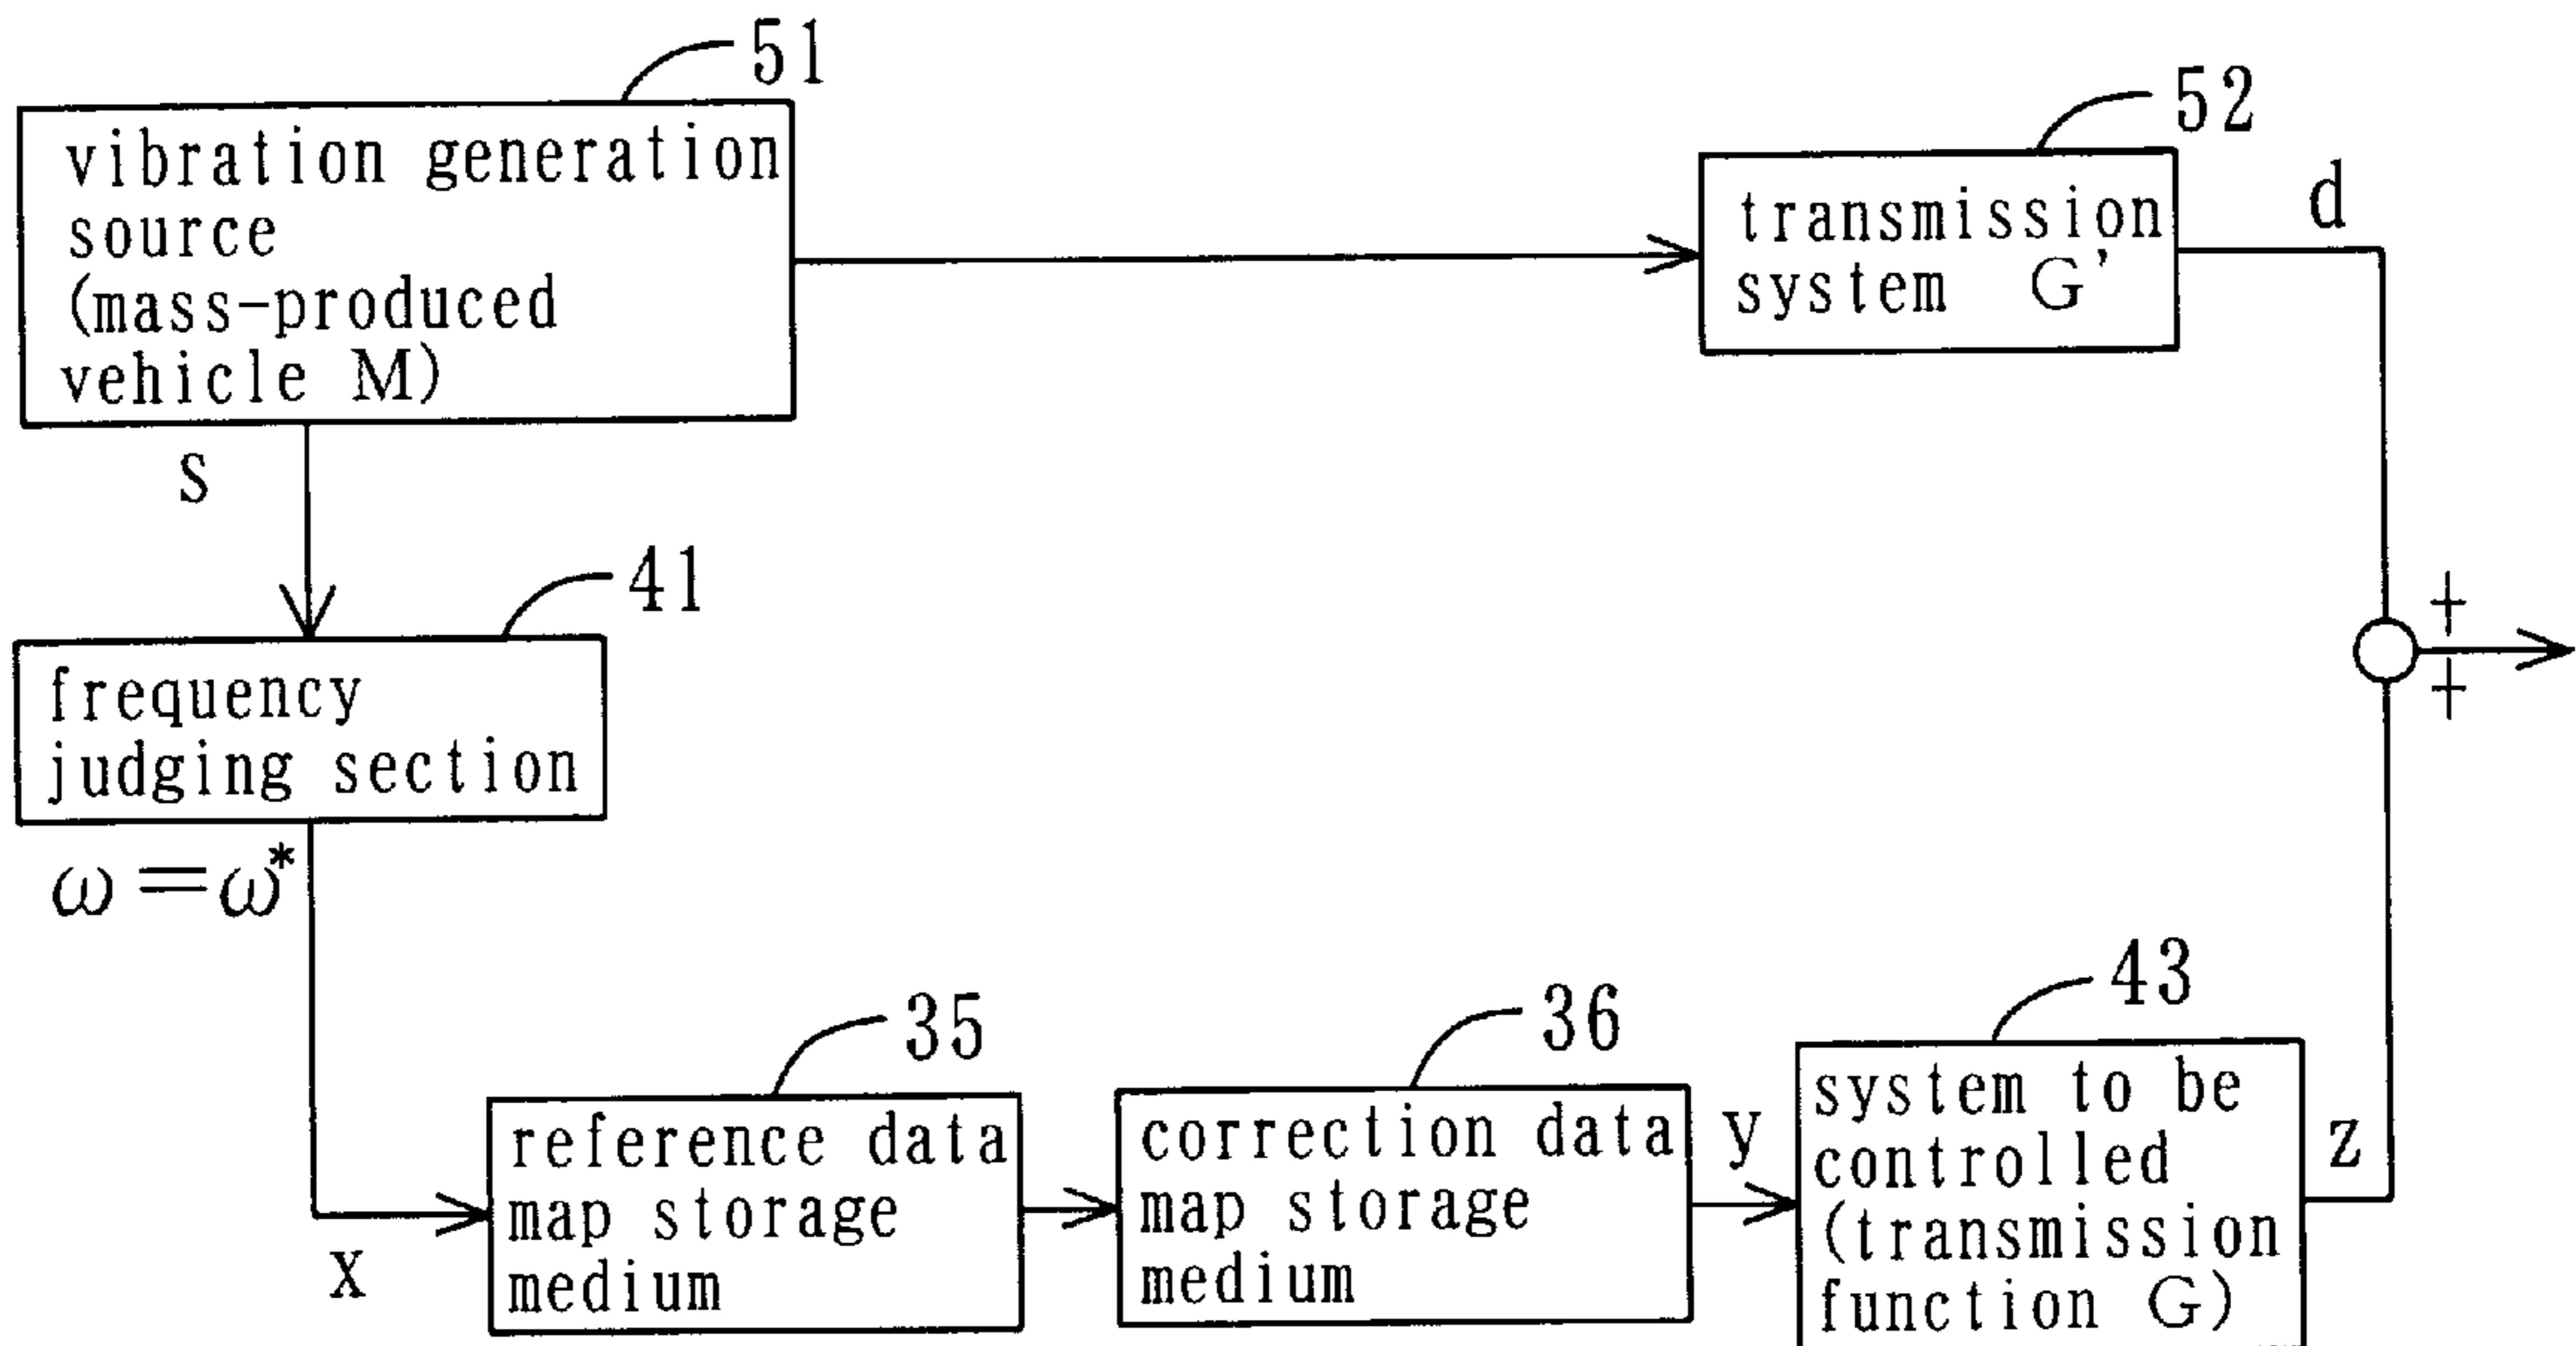 51
vibration generation
source
(mass-produced
vehicle M)
52
transmission
system G'
d
S
41
frequency
judging section
ω=ω*
+
+
X
35
reference data
map storage
medium
36
correction data
map storage
medium
y
43
system to be
controlled
(transmission
function G)
z